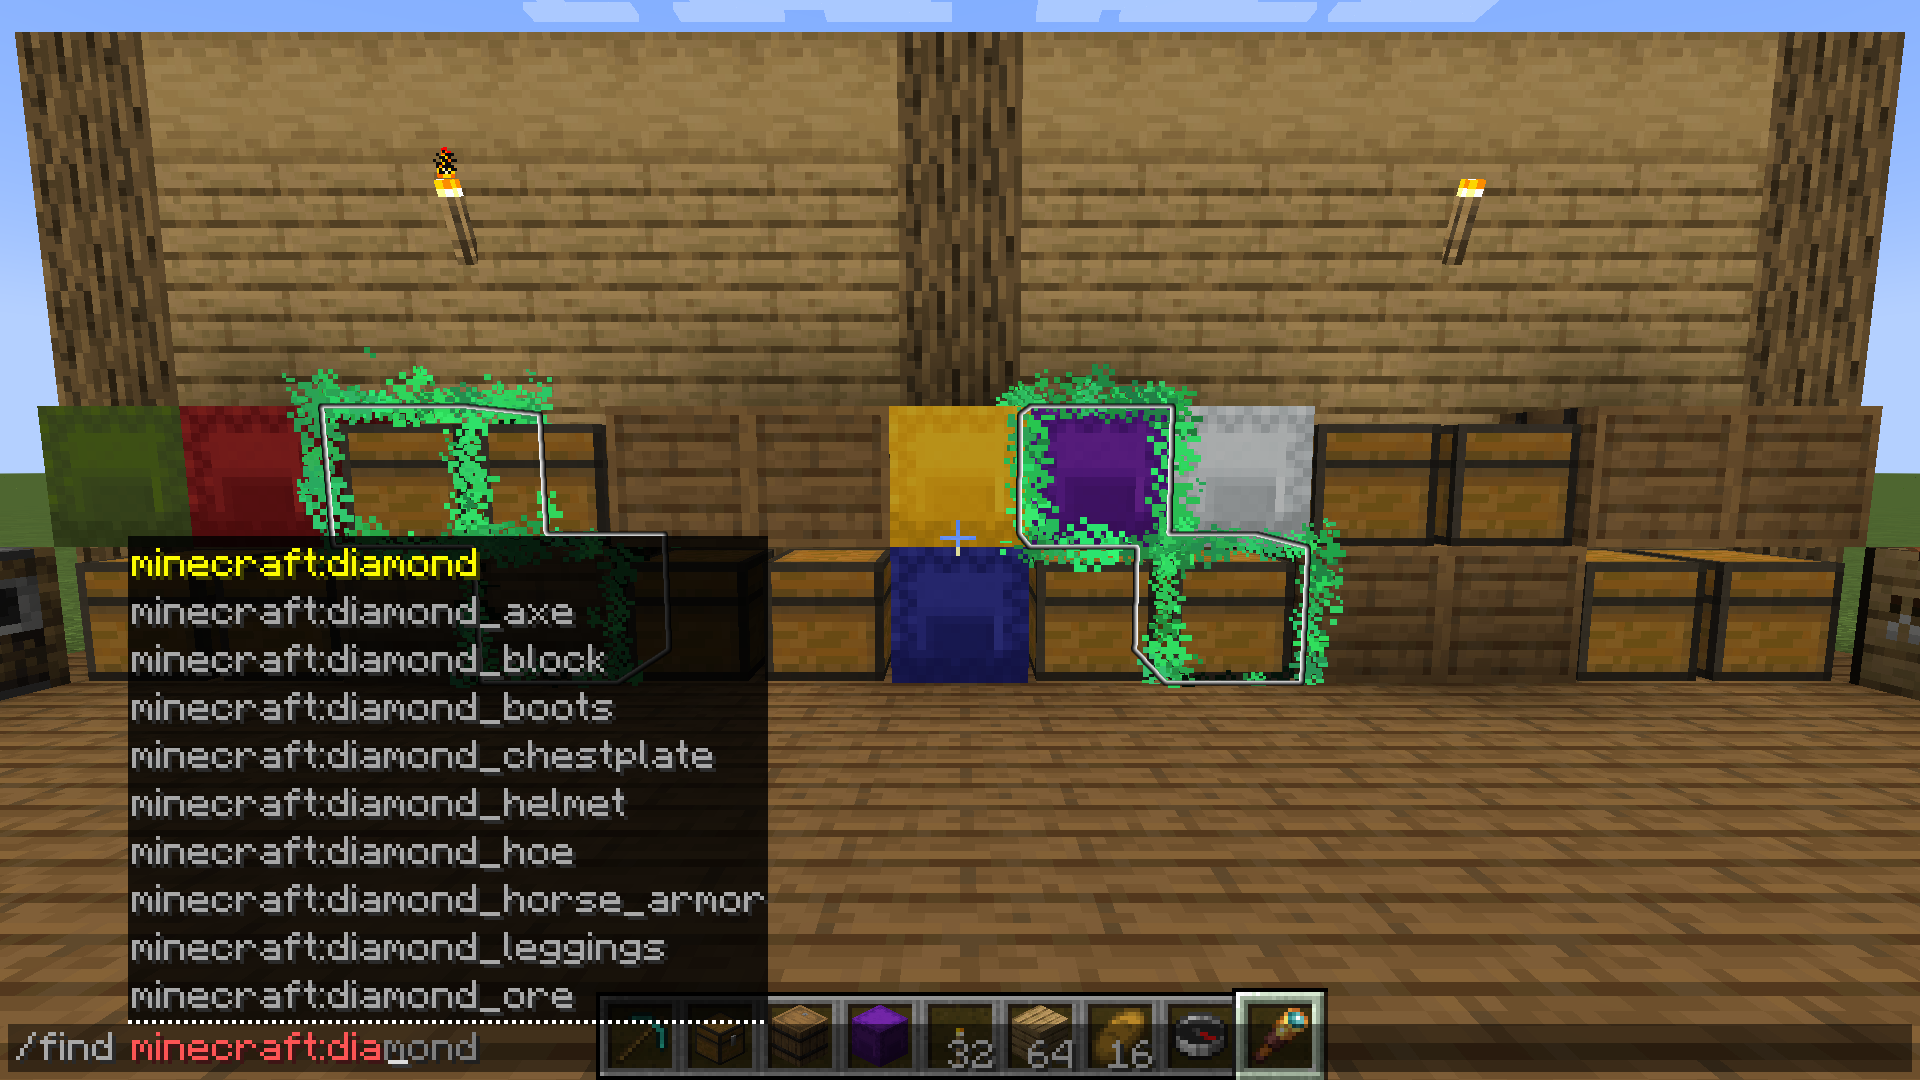 minecraft:diamond
minecraft:diamond_axe
minecraft:diamond_block
minecraft:diamond_boots
minecraft:diamond_chestplate
minecraft:diamond_helmet
minecraft:diamond_hoe
minecraft:diamond_horse_armor
minecraft:diamond_leggings
minecraft:diamond_ore
/find minecraft:diamond
32 64 16